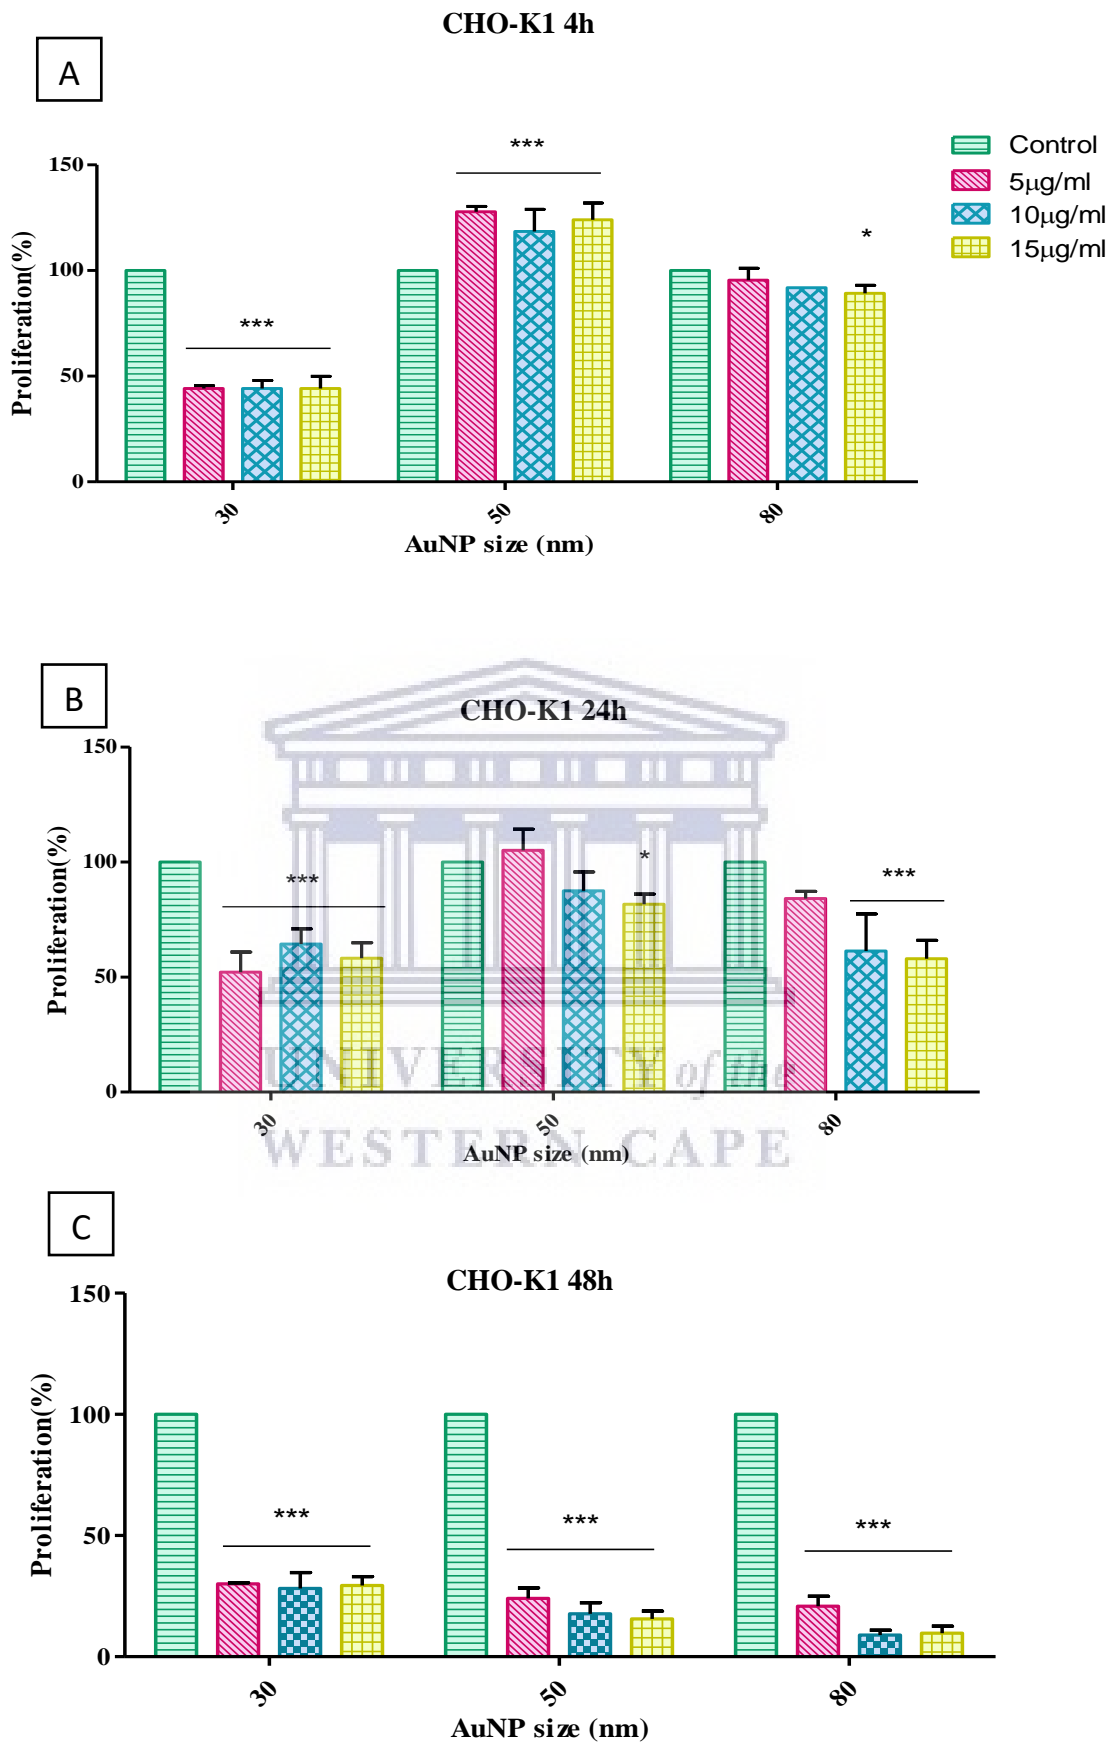 CHO-K1 4h
A
Control
5μg/ml
10μg/ml
15μg/ml
Proliferation(%)
150
100
50
0
***
***
*
30
50
80
AuNP size (nm)
B
CHO-K1 24h
Proliferation(%)
150
100
50
0
***
*
***
30
50
80
AuNP size (nm)
UNIVERSITY of the
WESTERN CAPE
C
CHO-K1 48h
Proliferation(%)
150
100
50
0
***
***
***
30
50
80
AuNP size (nm)